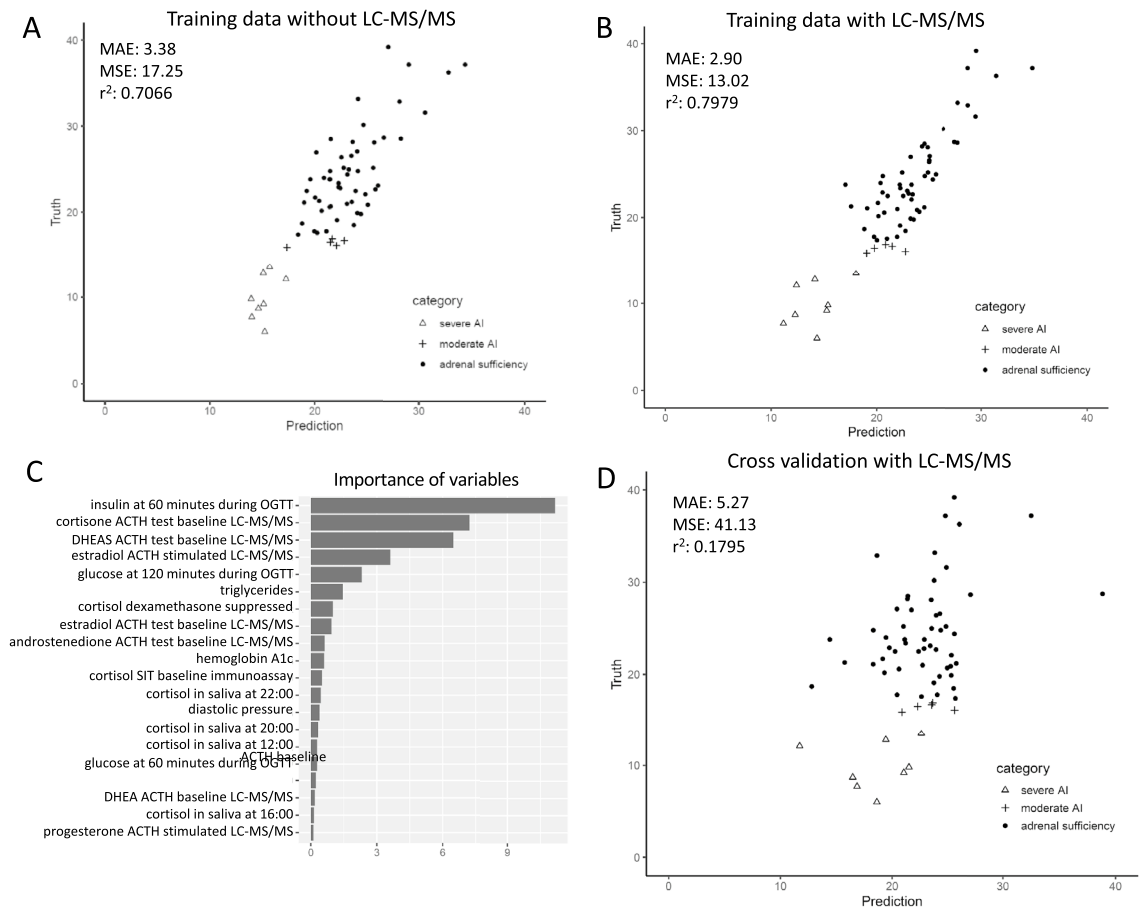 A
Training data without LC-MS/MS
MAE: 3.38
MSE: 17.25
r²: 0.7066
40
30
20
10
0
Truth
category
severe AI
moderate AI
adrenal sufficiency
0 10 20 30 40
Prediction
B
Training data with LC-MS/MS
MAE: 2.90
MSE: 13.02
r²: 0.7979
40
30
20
10
0
Truth
category
severe AI
moderate AI
adrenal sufficiency
0 10 20 30 40
Prediction
C
Importance of variables
insulin at 60 minutes during OGTT
cortisone ACTH test baseline LC-MS/MS
DHEAS ACTH test baseline LC-MS/MS
estradiol ACTH stimulated LC-MS/MS
glucose at 120 minutes during OGTT
triglycerides
cortisol dexamethasone suppressed
estradiol ACTH test baseline LC-MS/MS
androstenedione ACTH test baseline LC-MS/MS
hemoglobin A1c
cortisol SIT baseline immunoassay
cortisol in saliva at 22:00
diastolic pressure
cortisol in saliva at 20:00
cortisol in saliva at 12:00
ACTH baseline
glucose at 60 minutes during OGTT
DHEA ACTH baseline LC-MS/MS
cortisol in saliva at 16:00
progesterone ACTH stimulated LC-MS/MS
0 3 6 9
D
Cross validation with LC-MS/MS
MAE: 5.27
MSE: 41.13
r²: 0.1795
40
30
20
10
0
Truth
category
severe AI
moderate AI
adrenal sufficiency
0 10 20 30 40
Prediction